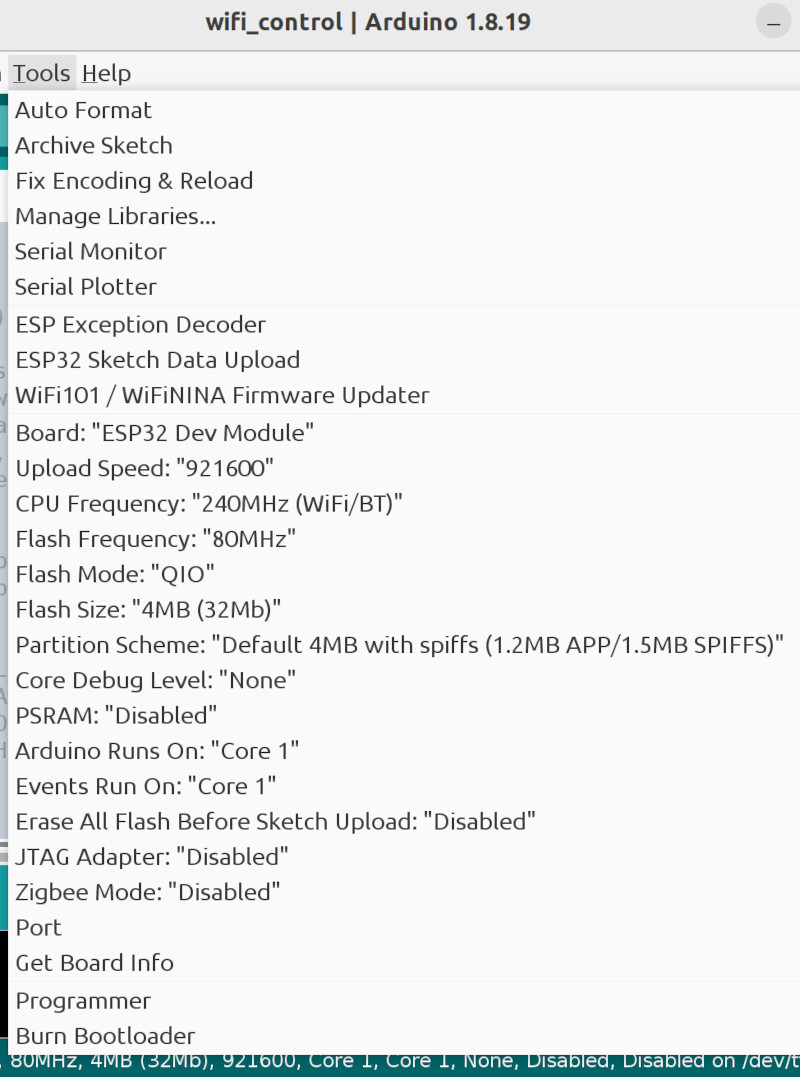 wifi_control | Arduino 1.8.19
Tools Help
Auto Format
Archive Sketch
Fix Encoding & Reload
Manage Libraries...
Serial Monitor
Serial Plotter
ESP Exception Decoder
ESP32 Sketch Data Upload
WiFi101 / WiFiNINA Firmware Updater
Board: "ESP32 Dev Module"
Upload Speed: "921600"
CPU Frequency: "240MHz (WiFi/BT)"
Flash Frequency: "80MHz"
Flash Mode: "QIO"
Flash Size: "4MB (32Mb)"
Partition Scheme: "Default 4MB with spiffs (1.2MB APP/1.5MB SPIFFS)"
Core Debug Level: "None"
PSRAM: "Disabled"
Arduino Runs On: "Core 1"
Events Run On: "Core 1"
Erase All Flash Before Sketch Upload: "Disabled"
JTAG Adapter: "Disabled"
Zigbee Mode: "Disabled"
Port
Get Board Info
Programmer
Burn Bootloader
, 80MHz, 4MB (32Mb), 921600, Core 1, Core 1, None, Disabled, Disabled on /dev/t